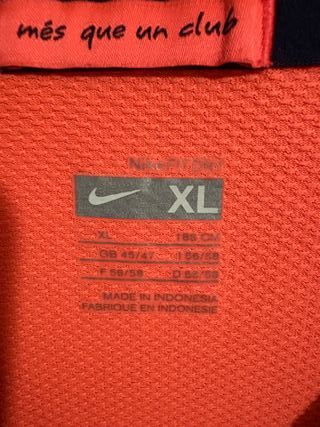 més que un club
NIKE FIT DRY
XL
XL 188 CM
GB 45/47 I 56/58
F 56/58 D 56/58
MADE IN INDONESIA
FABRIQUE EN INDONESIE